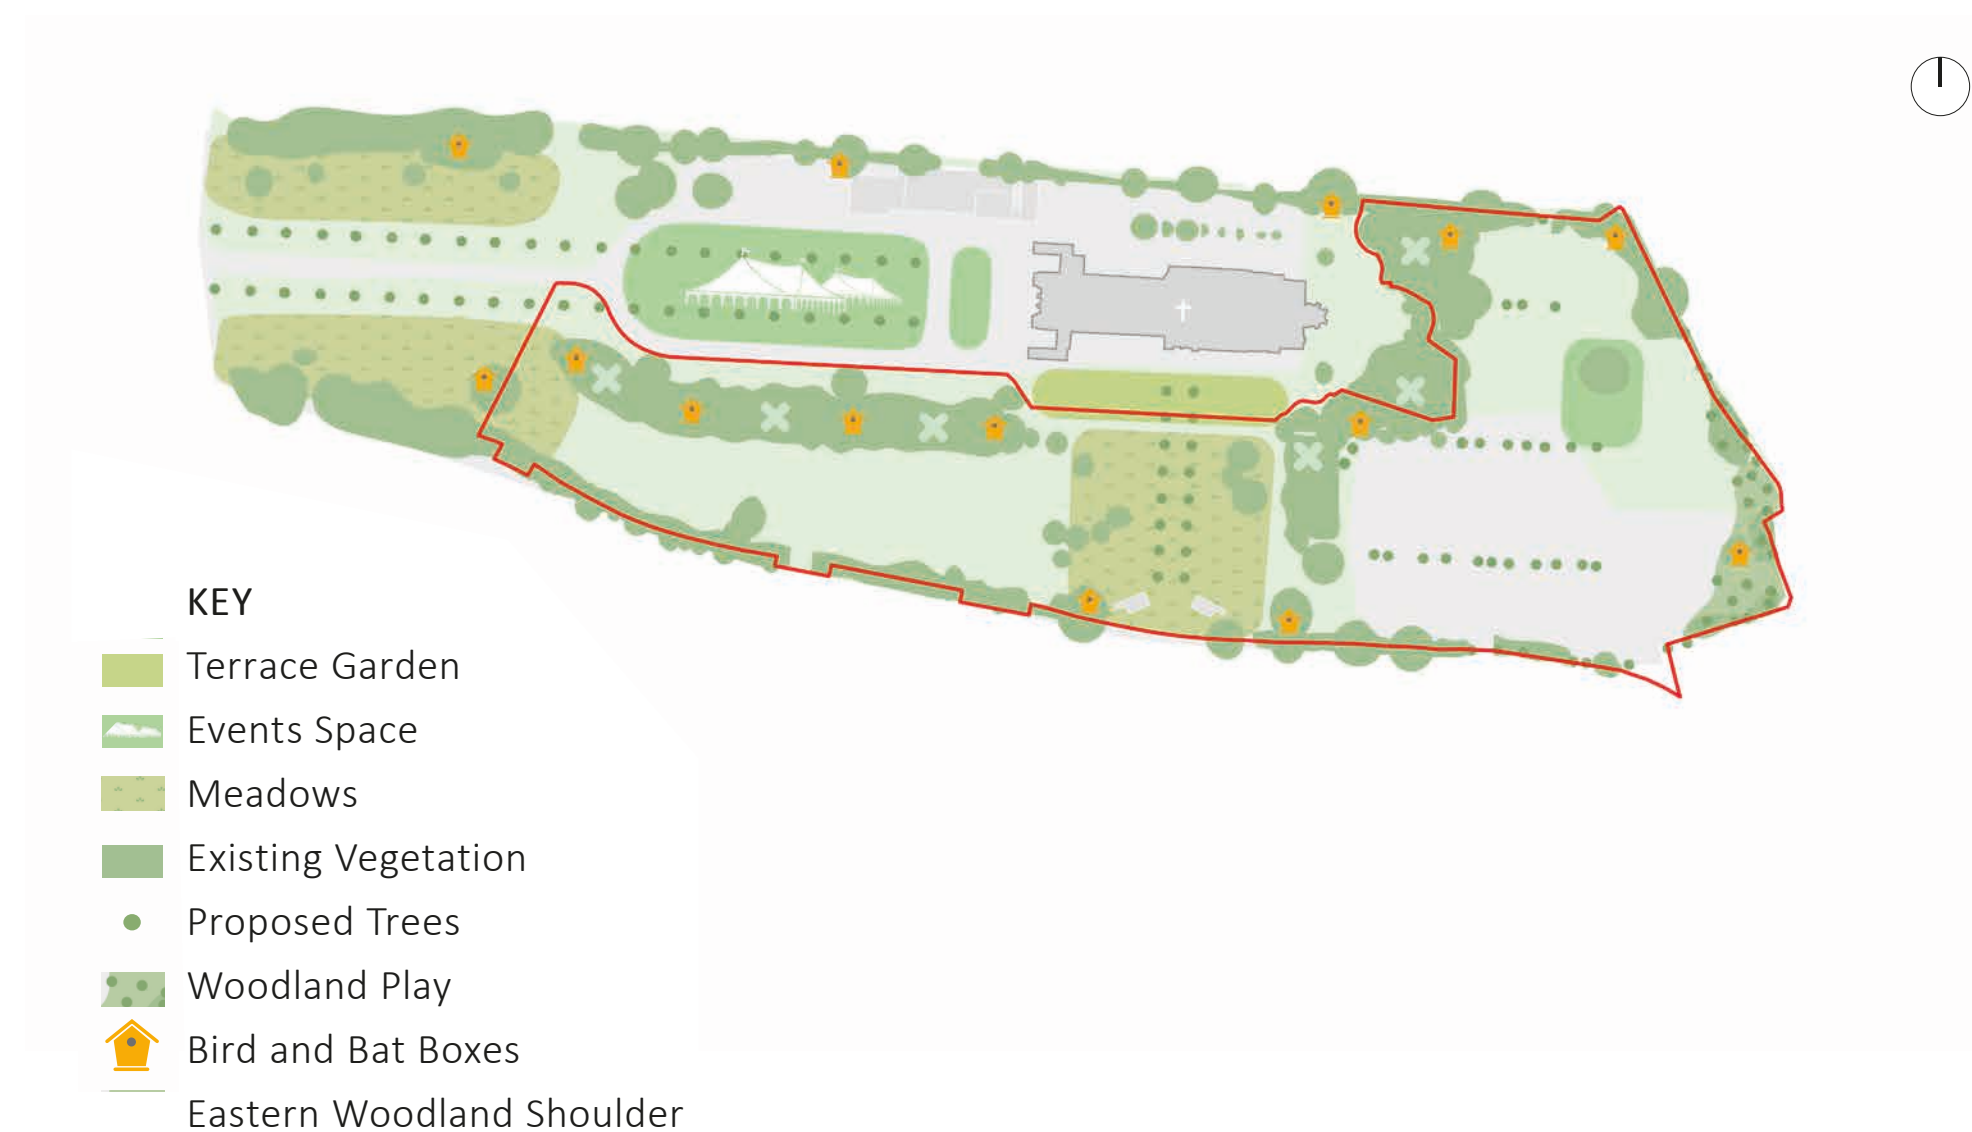 KEY
Terrace Garden
Events Space
Meadows
Existing Vegetation
Proposed Trees
Woodland Play
Bird and Bat Boxes
Eastern Woodland Shoulder